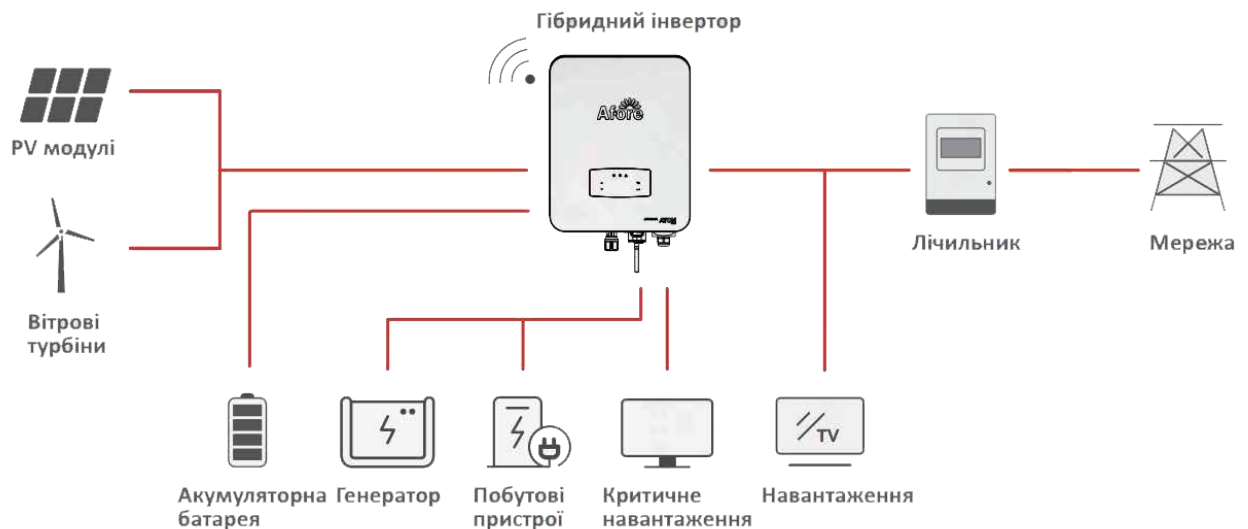 Гібридний інвертор
Afore
PV модулі
Лічильник
Мережа
Вітрові
турбіни
TV
Акумуляторна
батарея
Генератор
Побутові
пристрої
Критичне
навантаження
Навантаження